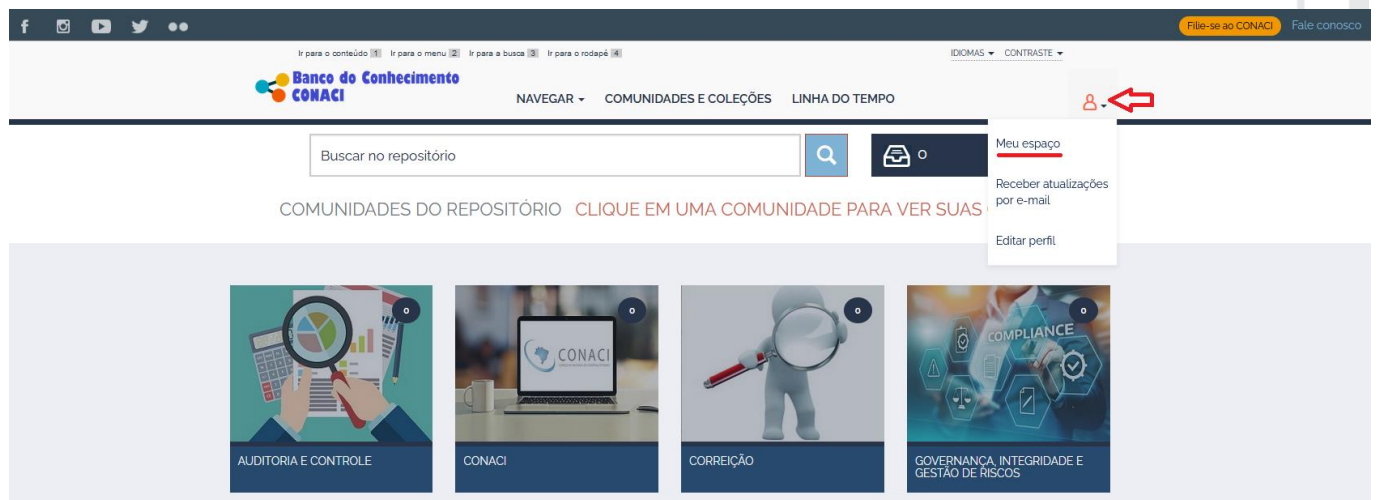 Filie-se ao CONACI Fale conosco
Ir para o conteúdo 1 Ir para o menu 2 Ir para a busca 3 Ir para o rodapé 4 IDIOMAS CONTRASTE
Banco do Conhecimento
CONACI
NAVEGAR COMUNIDADES E COLEÇÕES LINHA DO TEMPO
Buscar no repositório
0
Meu espaço
Receber atualizações
por e-mail
Editar perfil
COMUNIDADES DO REPOSITÓRIO CLIQUE EM UMA COMUNIDADE PARA VER SUAS
0
0
0
0
CONACI
COMPLIANCE
AUDITORIA E CONTROLE
CONACI
CORREIÇÃO
GOVERNANÇA, INTEGRIDADE E
GESTÃO DE RISCOS